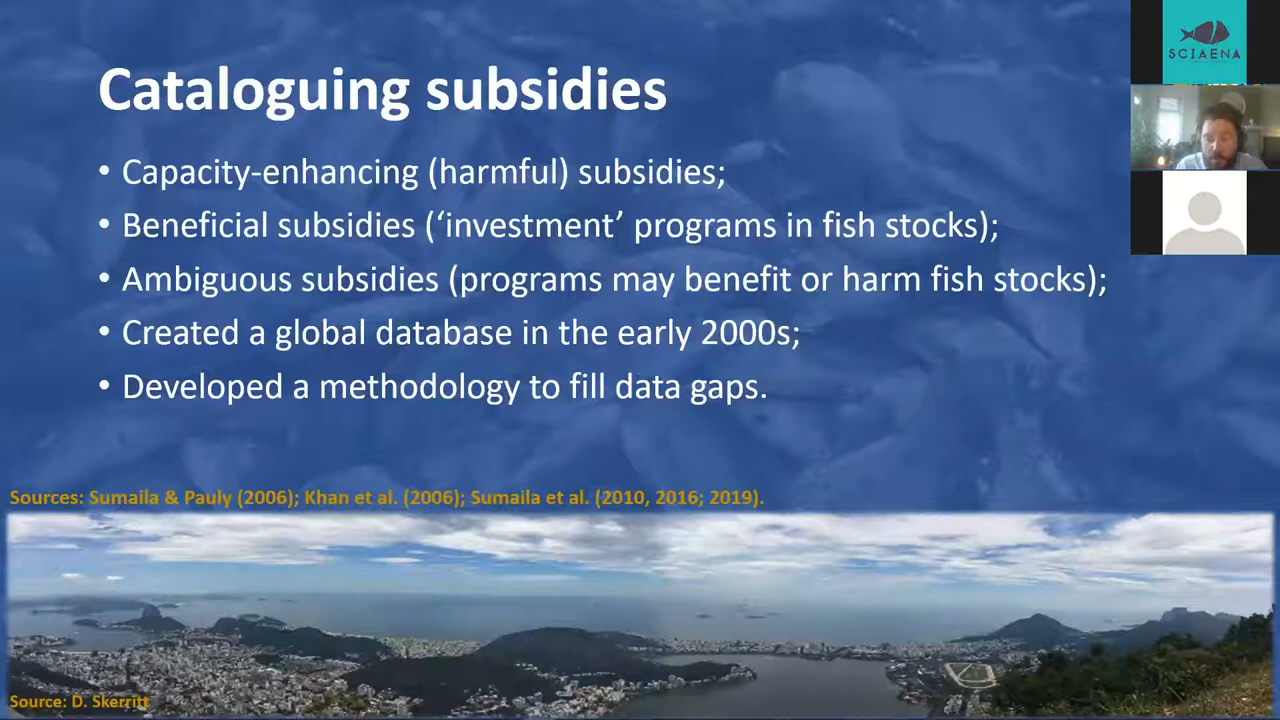 Cataloguing subsidies
• Capacity-enhancing (harmful) subsidies;
• Beneficial subsidies (‘investment’ programs in fish stocks);
• Ambiguous subsidies (programs may benefit or harm fish stocks);
• Created a global database in the early 2000s;
• Developed a methodology to fill data gaps.
Sources: Sumaila & Pauly (2006); Khan et al. (2006); Sumaila et al. (2010, 2016; 2019).
Source: D. Skerritt
SCIAENA